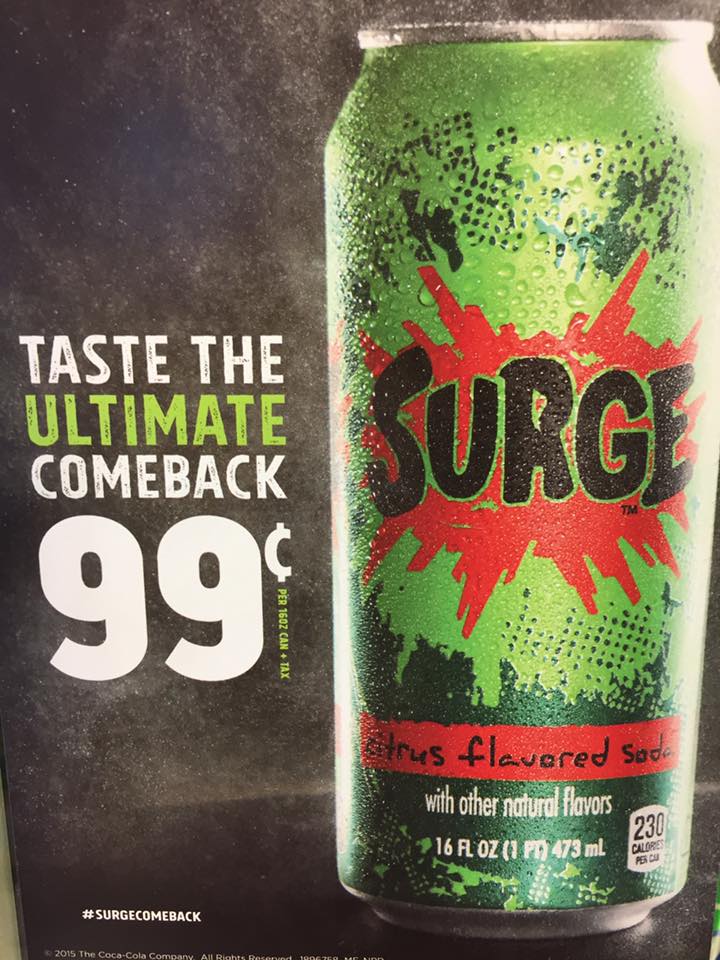 TASTE THE
ULTIMATE
COMEBACK
99¢
PER 16OZ CAN + TAX
#SURGECOMEBACK
© 2015 The Coca-Cola Company. All Rights Reserved.
SURGE
TM
citrus flavored soda
with other natural flavors
16 FL OZ (1 PT) 473 mL
230
CALORIES
PER CAN